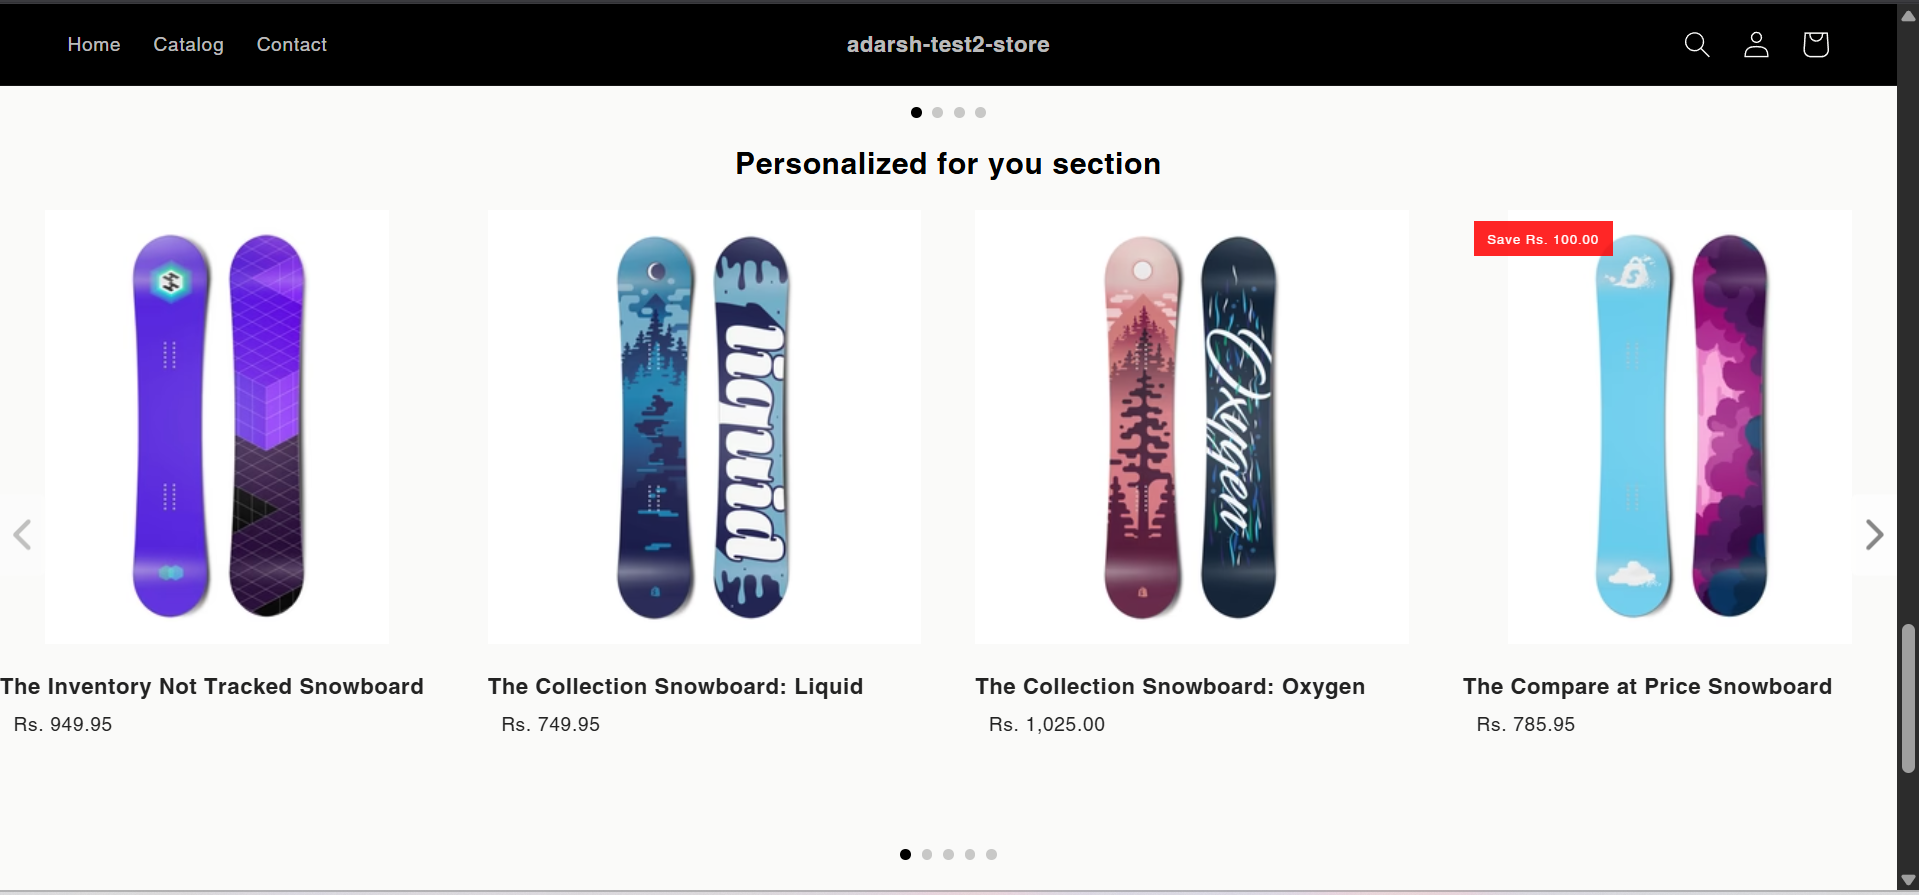 Home Catalog Contact
adarsh-test2-store
Personalized for you section
Save Rs. 100.00
liquid
Oxygen
The Inventory Not Tracked Snowboard
Rs. 949.95
The Collection Snowboard: Liquid
Rs. 749.95
The Collection Snowboard: Oxygen
Rs. 1,025.00
The Compare at Price Snowboard
Rs. 785.95